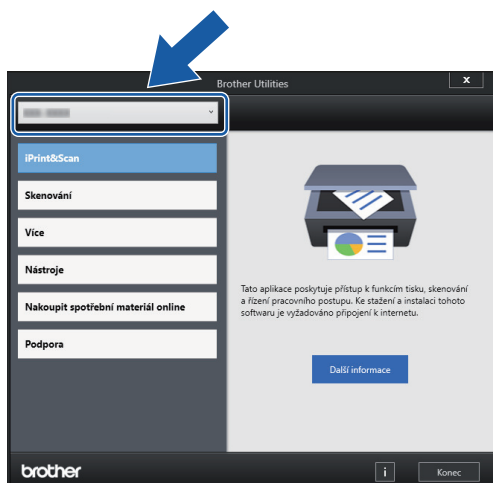 Brother Utilities
x
iPrint&Scan
Skenování
Více
Nástroje
Nakoupit spotřební materiál online
Podpora
Tato aplikace poskytuje přístup k funkcím tisku, skenování
a řízení pracovního postupu. Ke stažení a instalaci tohoto
softwaru je vyžadováno připojení k internetu.
Další informace
brother
i
Konec